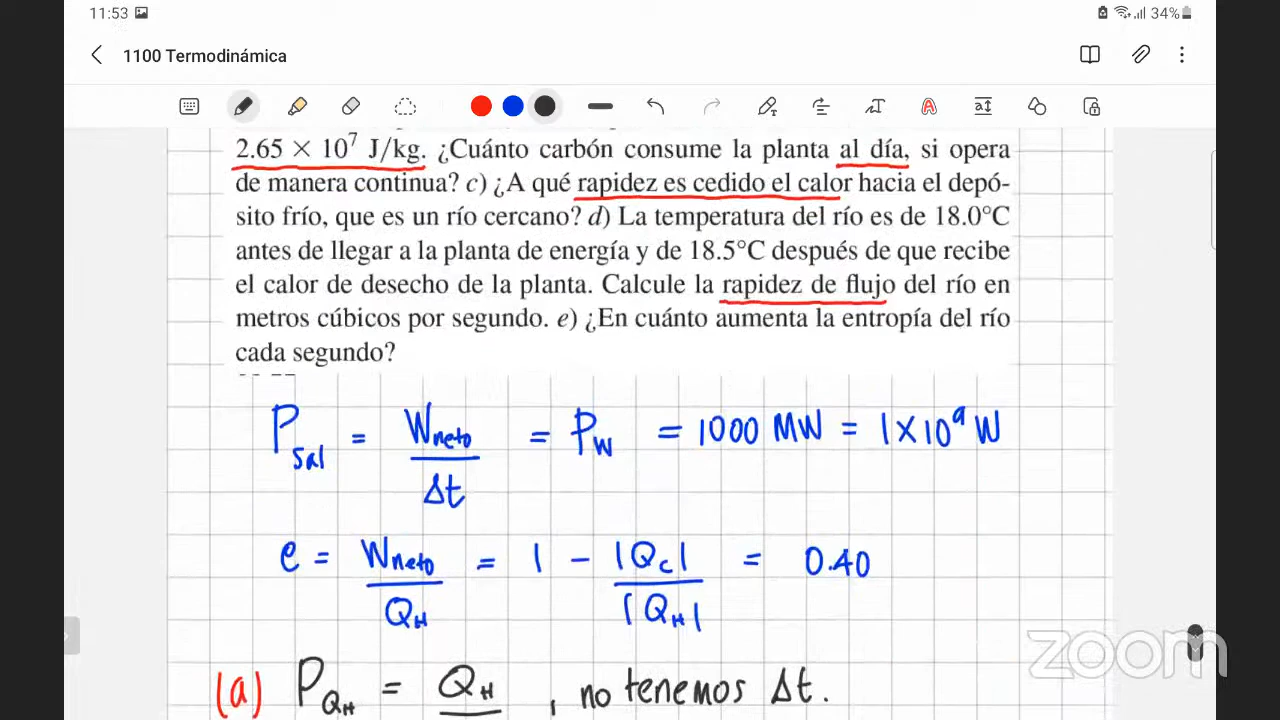 11:53 34%
1100 Termodinámica
2.65 × 10⁷ J/kg. ¿Cuánto carbón consume la planta al día, si opera
de manera continua? c) ¿A qué rapidez es cedido el calor hacia el depó-
sito frío, que es un río cercano? d) La temperatura del río es de 18.0°C
antes de llegar a la planta de energía y de 18.5°C después de que recibe
el calor de desecho de la planta. Calcule la rapidez de flujo del río en
metros cúbicos por segundo. e) ¿En cuánto aumenta la entropía del río
cada segundo?
P_sal = W_neto / Δt = P_W = 1000 MW = 1 × 10⁹ W
e = W_neto / Q_H = 1 - |Q_c| / |Q_H| = 0.40
zoom
(a) P_Q_H = Q_H , no tenemos Δt.